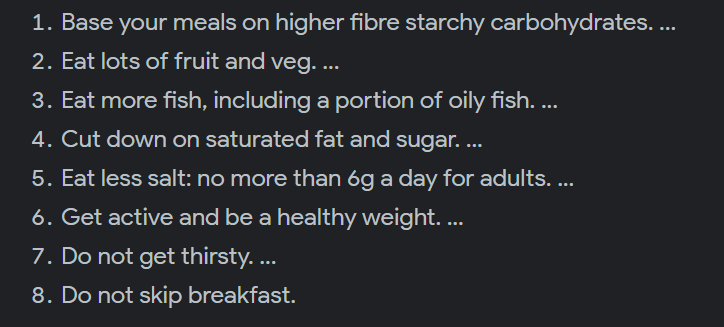 1. Base your meals on higher fibre starchy carbohydrates. ...
2. Eat lots of fruit and veg. ...
3. Eat more fish, including a portion of oily fish. ...
4. Cut down on saturated fat and sugar. ...
5. Eat less salt: no more than 6g a day for adults. ...
6. Get active and be a healthy weight. ...
7. Do not get thirsty. ...
8. Do not skip breakfast.